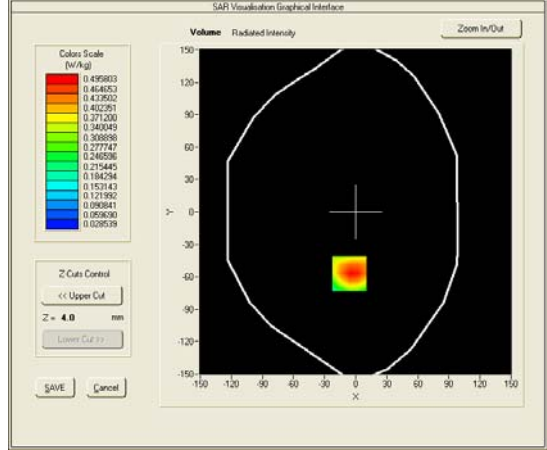 SAR Visualisation Graphical Interface
Volume Radiated Intensity
Zoom In/Out
Colors Scale
(W/kg)
0.495803
0.464653
0.433502
0.402351
0.371200
0.340049
0.308898
0.277747
0.246596
0.215445
0.184294
0.153143
0.121992
0.090841
0.059690
0.028539
Z-Cuts Control
<< Upper Cut
Z = 4.0 mm
Lower Cut >>
SAVE Cancel
150
120
90
60
30
0
-30
-60
-90
-120
-150
Y
-150 -120 -90 -60 -30 0 30 60 90 120 150
X